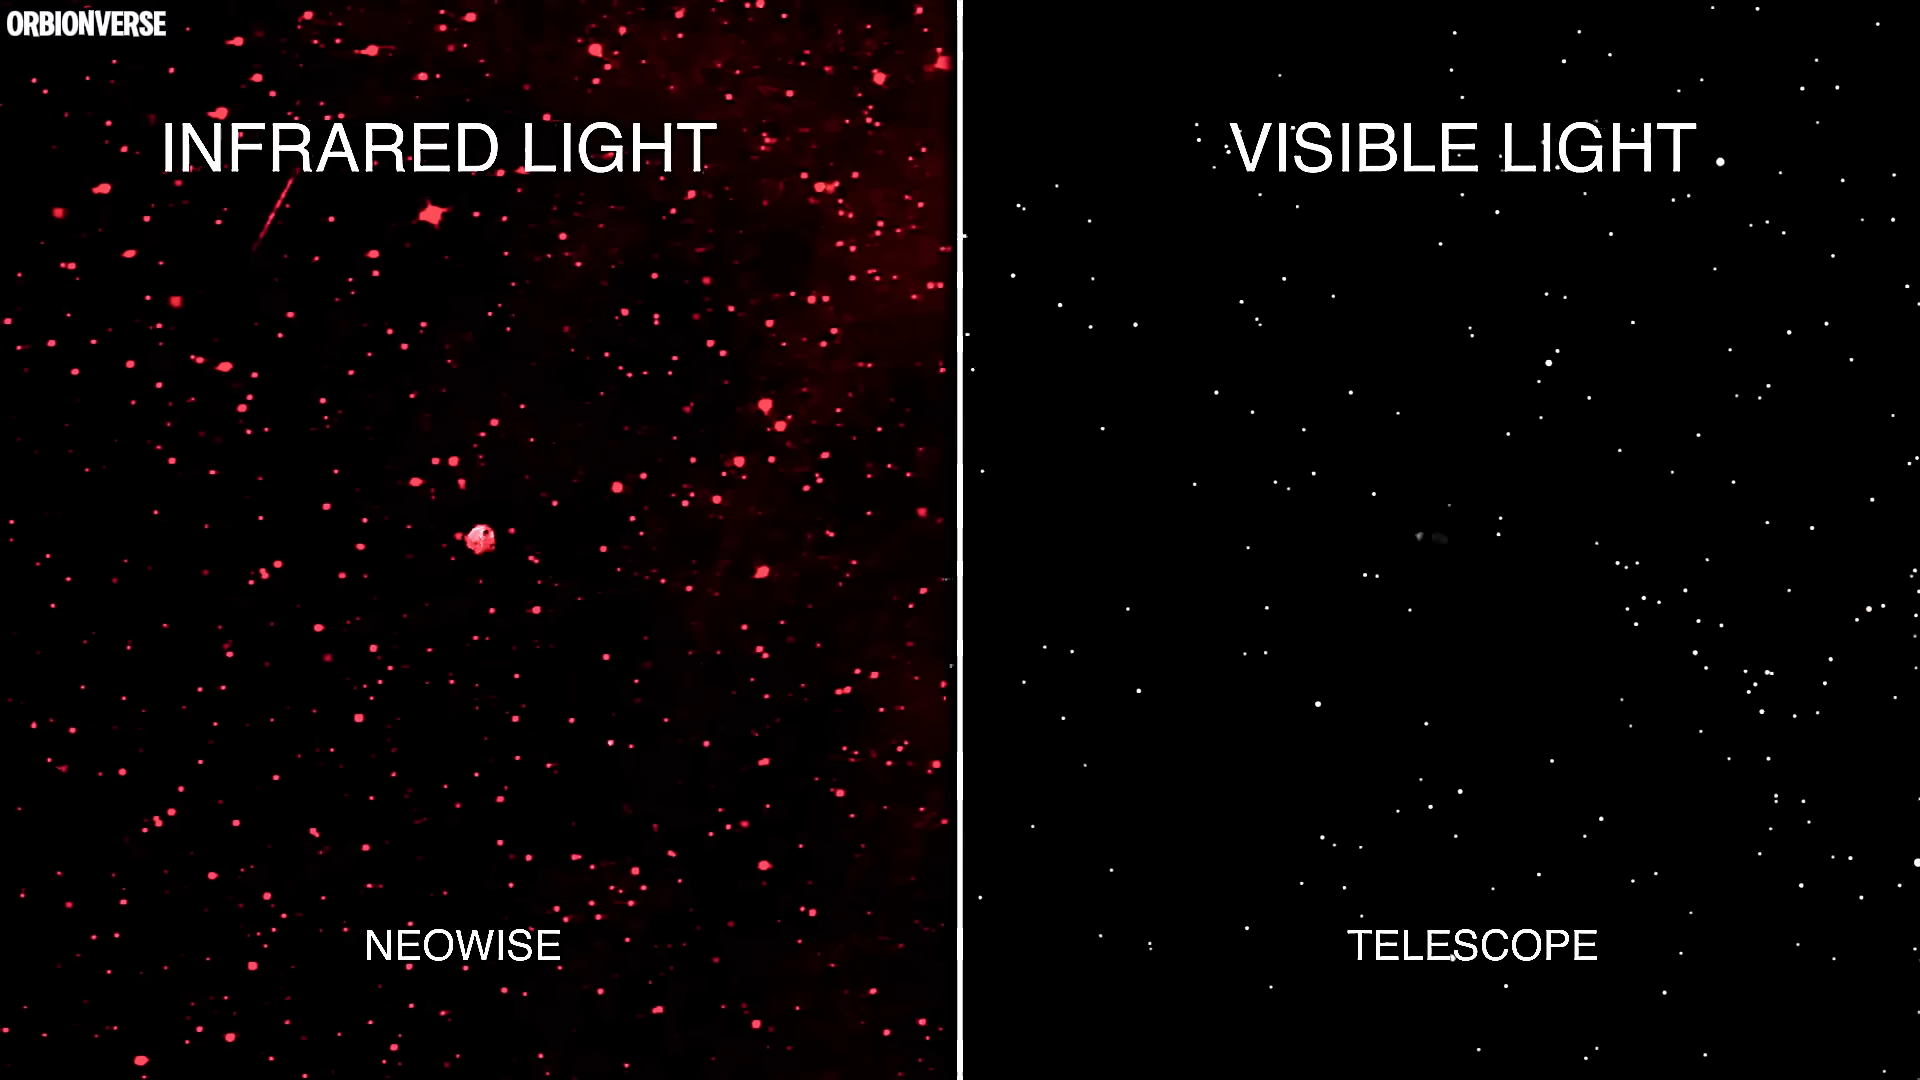 ORBIONVERSE
INFRARED LIGHT
VISIBLE LIGHT
NEOWISE
TELESCOPE